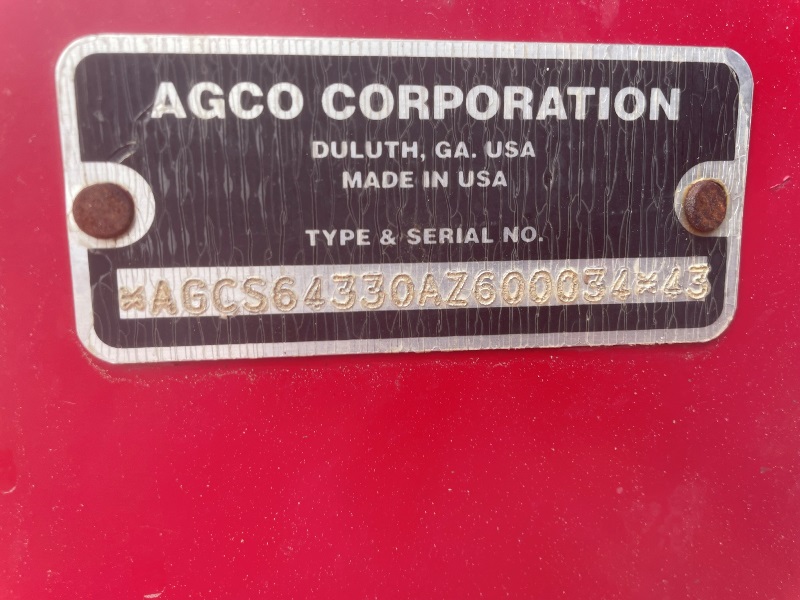 AGCO CORPORATION
DULUTH, GA. USA
MADE IN USA
TYPE & SERIAL NO.
*AGCS64330AZ600034*43